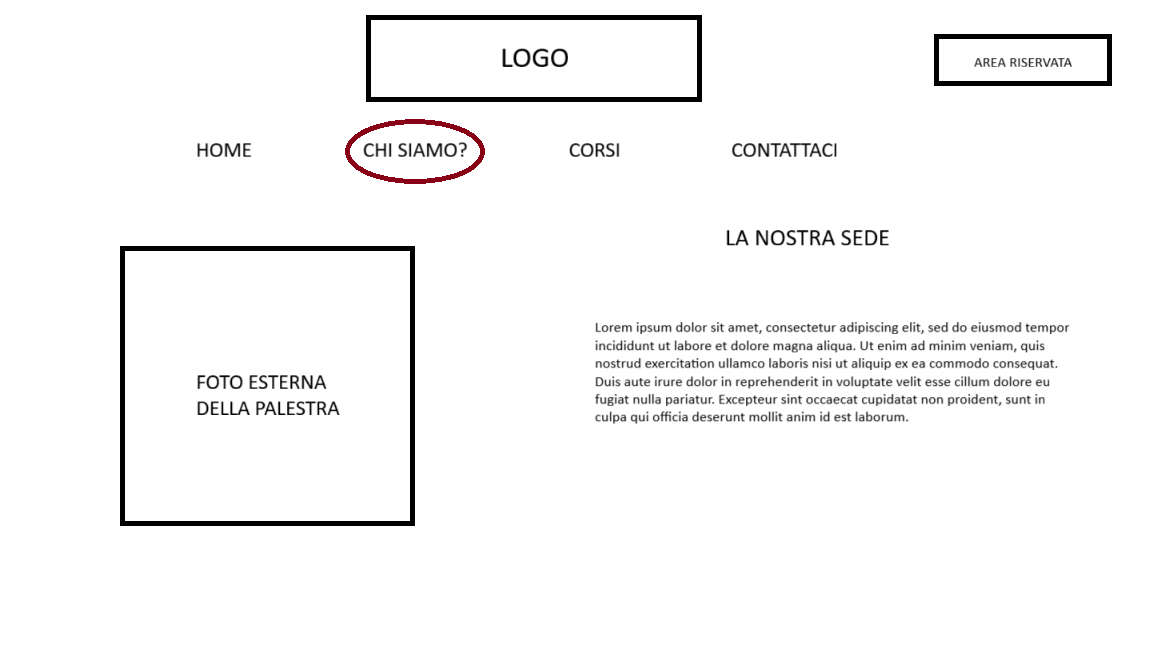 LOGO
AREA RISERVATA
HOME
CHI SIAMO?
CORSI
CONTATTACI
LA NOSTRA SEDE
FOTO ESTERNA
DELLA PALESTRA
Lorem ipsum dolor sit amet, consectetur adipiscing elit, sed do eiusmod tempor
incididunt ut labore et dolore magna aliqua. Ut enim ad minim veniam, quis
nostrud exercitation ullamco laboris nisi ut aliquip ex ea commodo consequat.
Duis aute irure dolor in reprehenderit in voluptate velit esse cillum dolore eu
fugiat nulla pariatur. Excepteur sint occaecat cupidatat non proident, sunt in
culpa qui officia deserunt mollit anim id est laborum.